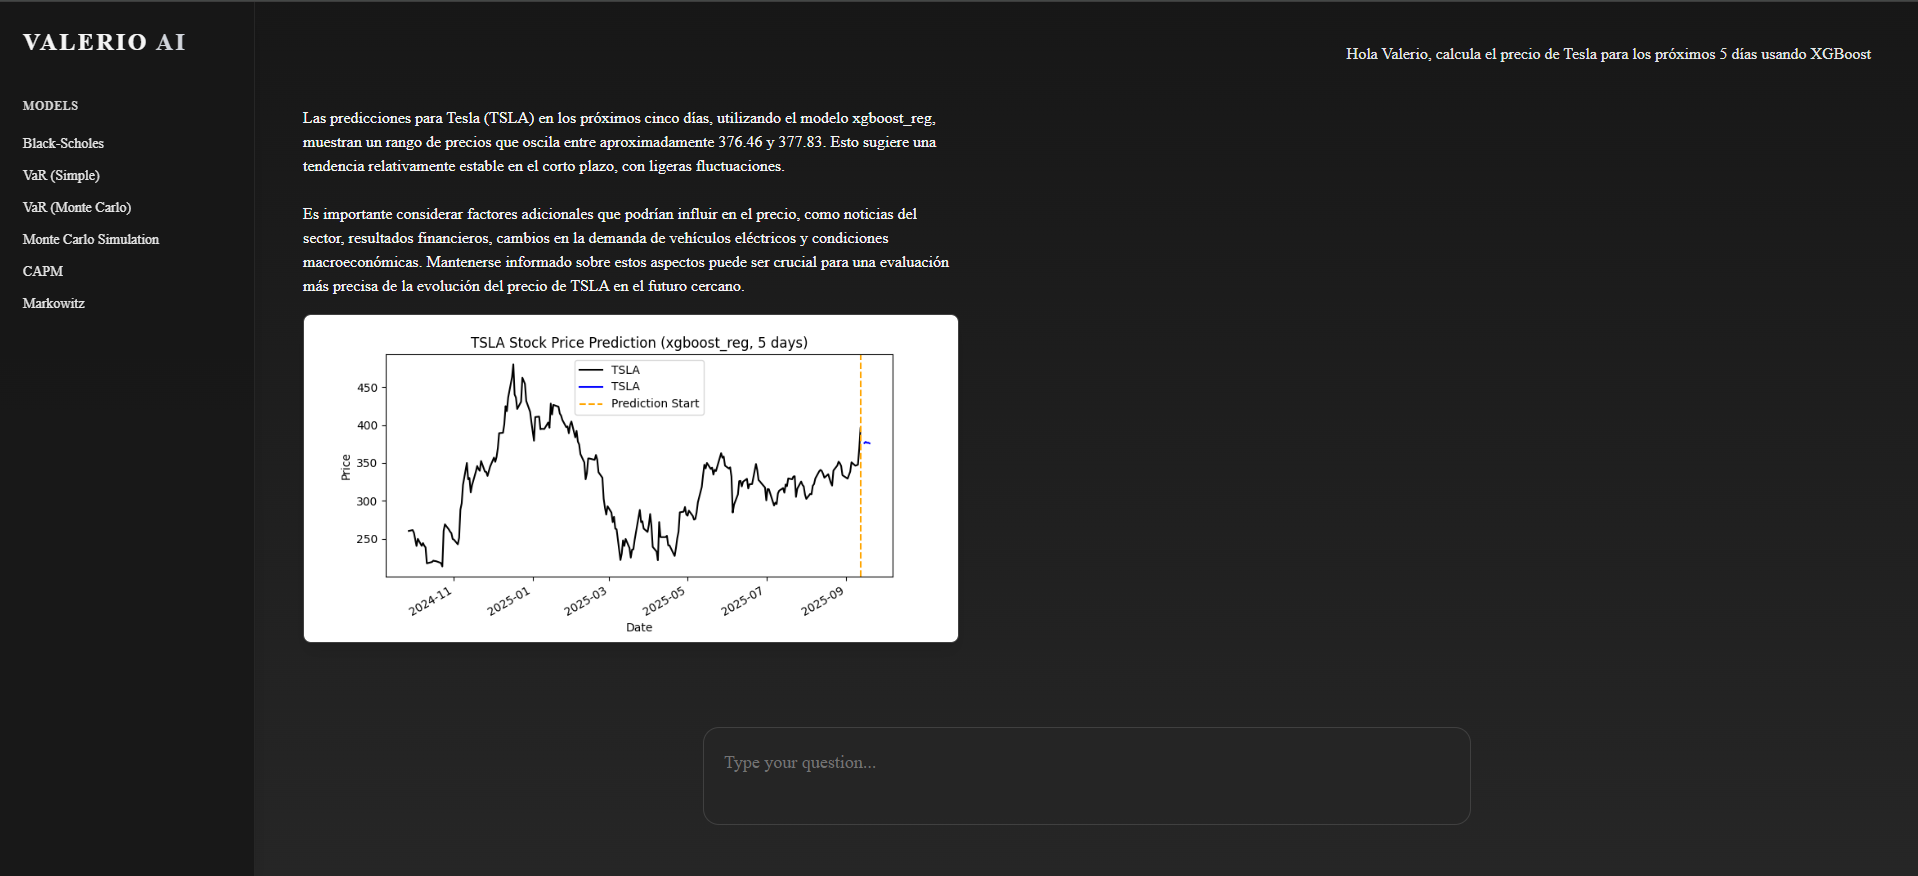 VALERIO AI
MODELS
Black-Scholes
VaR (Simple)
VaR (Monte Carlo)
Monte Carlo Simulation
CAPM
Markowitz
Hola Valerio, calcula el precio de Tesla para los próximos 5 días usando XGBoost
Las predicciones para Tesla (TSLA) en los próximos cinco días, utilizando el modelo xgboost_reg,
muestran un rango de precios que oscila entre aproximadamente 376.46 y 377.83. Esto sugiere una
tendencia relativamente estable en el corto plazo, con ligeras fluctuaciones.
Es importante considerar factores adicionales que podrían influir en el precio, como noticias del
sector, resultados financieros, cambios en la demanda de vehículos eléctricos y condiciones
macroeconómicas. Mantenerse informado sobre estos aspectos puede ser crucial para una evaluación
más precisa de la evolución del precio de TSLA en el futuro cercano.
TSLA Stock Price Prediction (xgboost_reg, 5 days)
TSLA
TSLA
Prediction Start
450
400
350
300
250
Price
2024-11
2025-01
2025-03
2025-05
2025-07
2025-09
Date
Type your question...